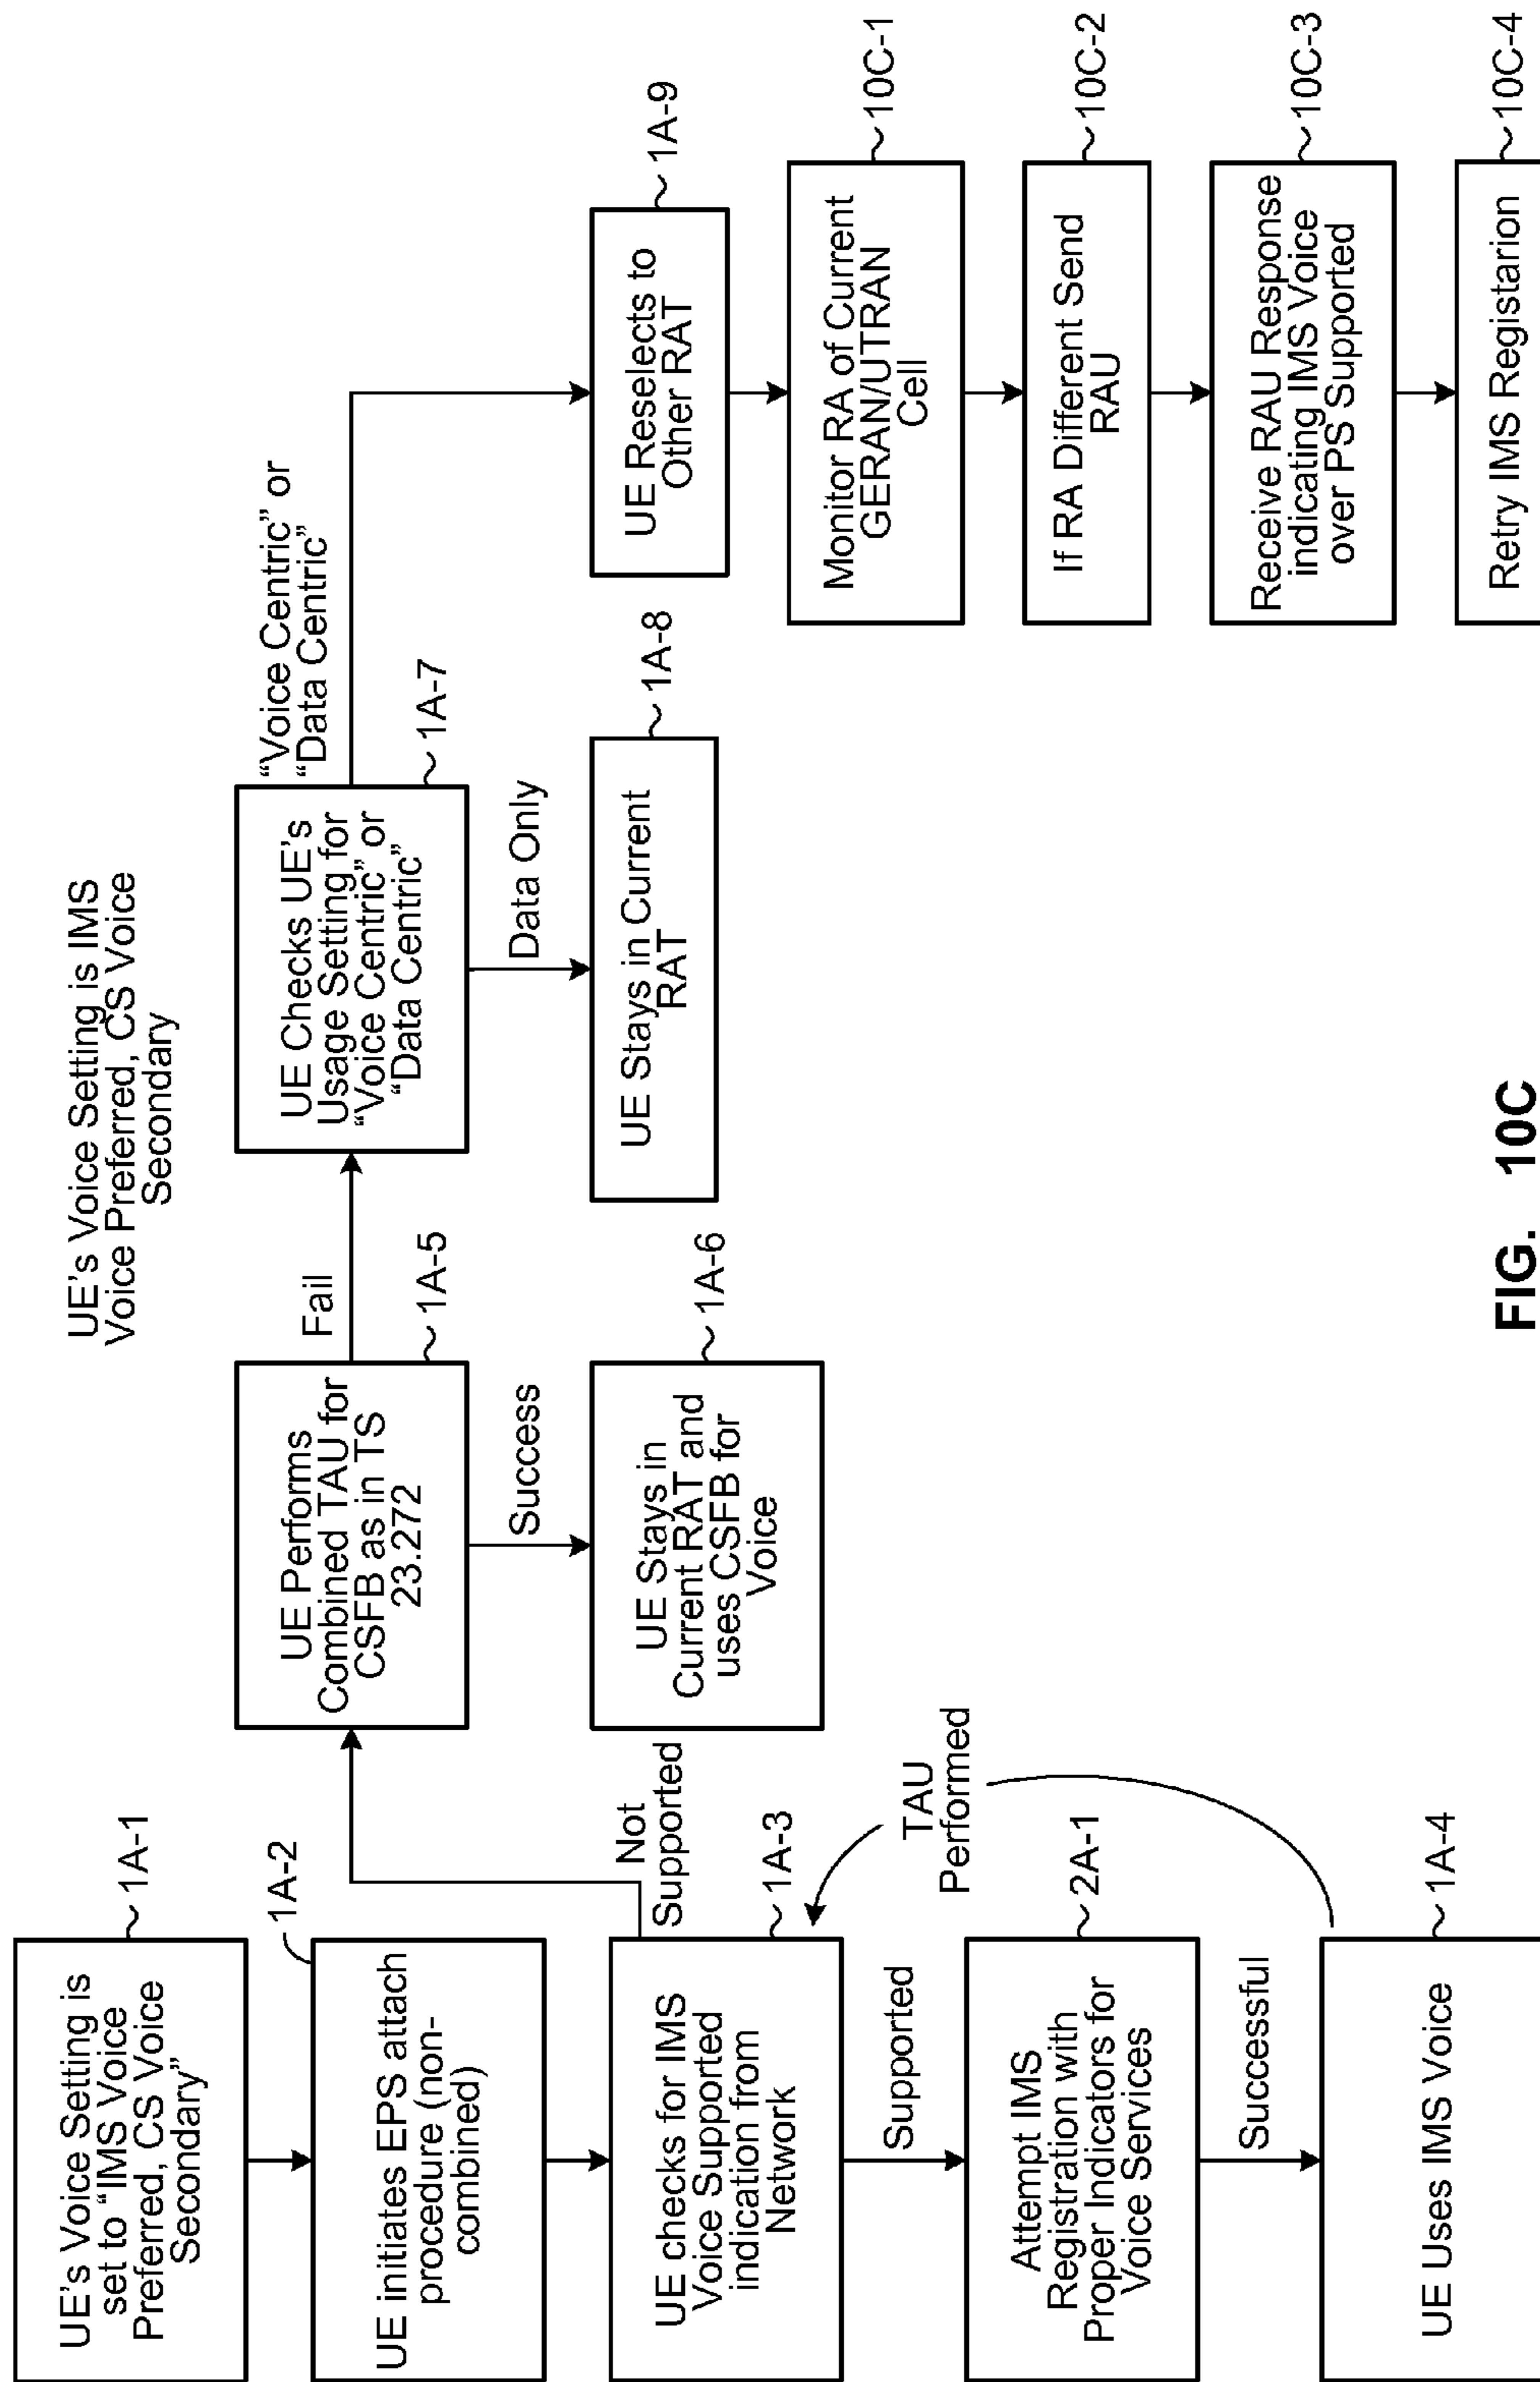 UE's Voice Setting is IMS
Voice Preferred, CS Voice
Secondary
UE's Voice Setting is
set to "IMS Voice
Preferred, CS Voice
Secondary"
1A-1
UE initiates EPS attach
procedure (non-
combined)
1A-2
UE checks for IMS
Voice Supported
indication from
Network
1A-3
Not
Supported
Supported
Attempt IMS
Registration with
Proper Indicators for
Voice Services
2A-1
TAU
Performed
Successful
UE Uses IMS Voice
1A-4
UE Performs
Combined TAU for
CSFB as in TS
23.272
1A-5
Fail
Success
UE Stays in
Current RAT and
uses CSFB for
Voice
1A-6
UE Checks UE's
Usage Setting for
"Voice Centric" or
"Data Centric"
1A-7
"Voice Centric" or
"Data Centric"
Data Only
UE Stays in Current
RAT
1A-8
UE Reselects to
Other RAT
1A-9
Monitor RA of Current
GERAN/UTRAN
Cell
10C-1
If RA Different Send
RAU
10C-2
Receive RAU Response
indicating IMS Voice
over PS Supported
10C-3
Retry IMS Registarion
10C-4
FIG. 10C